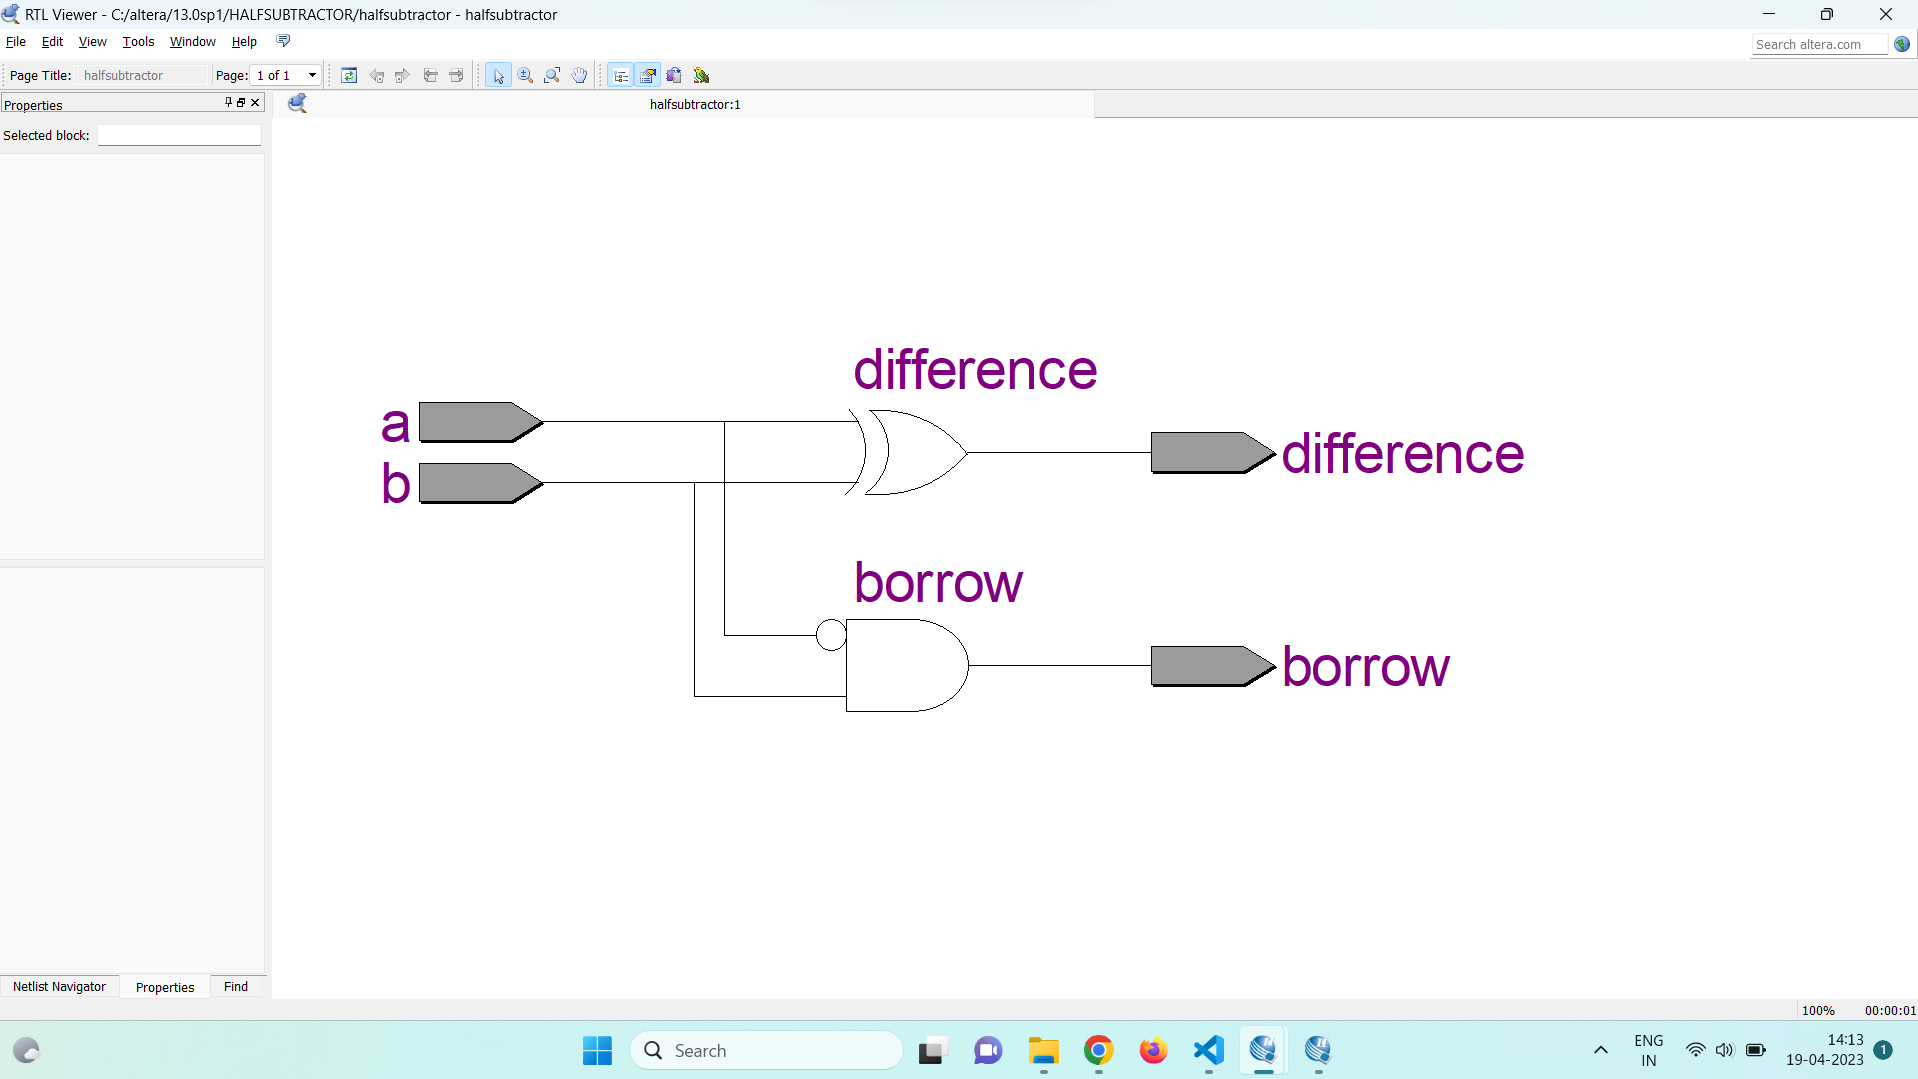 RTL Viewer - C:/altera/13.0sp1/HALFSUBTRACTOR/halfsubtractor - halfsubtractor
File Edit View Tools Window Help
Search altera.com
Page Title: halfsubtractor Page: 1 of 1
Properties
halfsubtractor:1
Selected block:
difference
a
difference
b
borrow
borrow
Netlist Navigator Properties Find
100% 00:00:01
Search
ENG
IN
14:13
19-04-2023
1